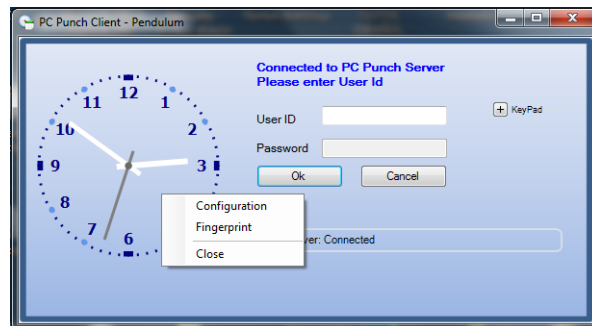 PC Punch Client - Pendulum
Connected to PC Punch Server
Please enter User Id
User ID
+ KeyPad
Password
Ok
Cancel
12
11
1
10
2
9
3
8
7
6
Configuration
Fingerprint
Close
ver: Connected